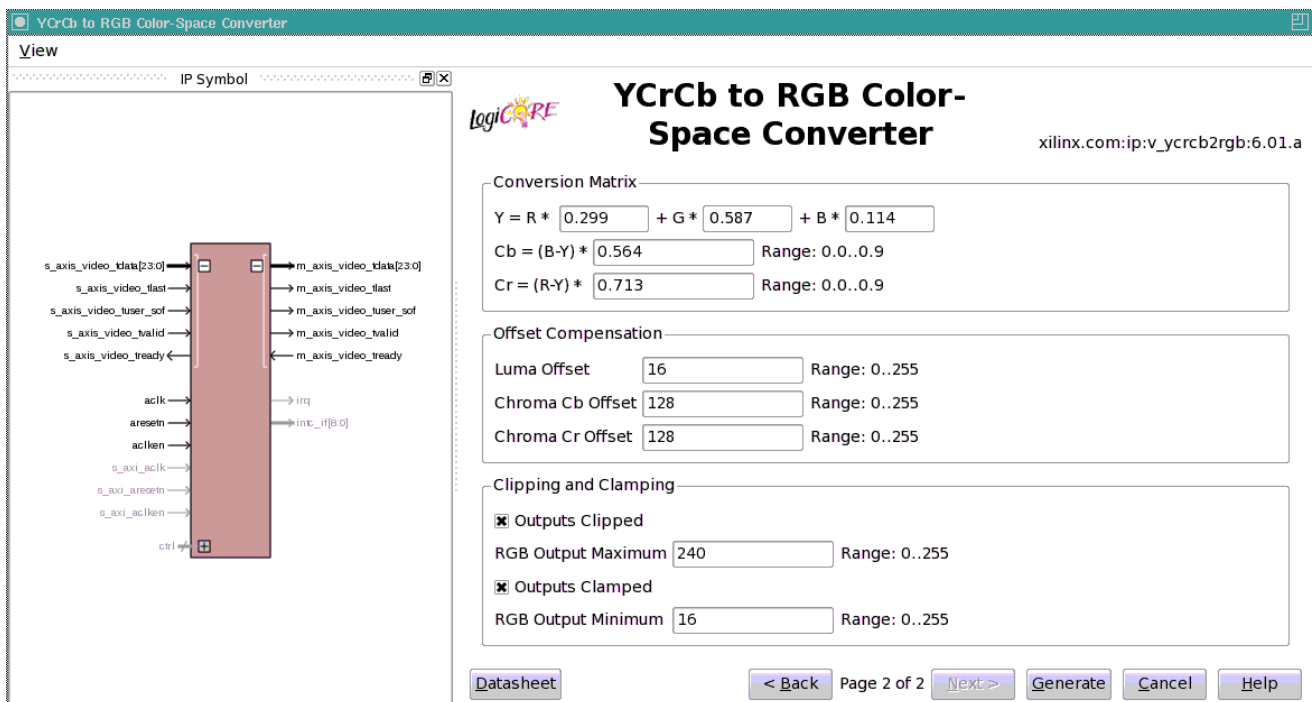 YCrCb to RGB Color-Space Converter
View
IP Symbol
s_axis_video_tdata[23:0]
s_axis_video_tlast
s_axis_video_tuser_sof
s_axis_video_tvalid
s_axis_video_tready
aclk
aresetn
aclken
s_axi_aclk
s_axi_aresetn
s_axi_aclken
ctrl
m_axis_video_tdata[23:0]
m_axis_video_tlast
m_axis_video_tuser_sof
m_axis_video_tvalid
m_axis_video_tready
irq
intc_if[8:0]
LogiCORE
YCrCb to RGB Color-
Space Converter
xilinx.com:ip:v_ycrcb2rgb:6.01.a
Conversion Matrix
Y = R * 0.299 + G * 0.587 + B * 0.114
Cb = (B-Y) * 0.564 Range: 0.0..0.9
Cr = (R-Y) * 0.713 Range: 0.0..0.9
Offset Compensation
Luma Offset 16 Range: 0..255
Chroma Cb Offset 128 Range: 0..255
Chroma Cr Offset 128 Range: 0..255
Clipping and Clamping
Outputs Clipped
RGB Output Maximum 240 Range: 0..255
Outputs Clamped
RGB Output Minimum 16 Range: 0..255
Datasheet < Back Page 2 of 2 Next > Generate Cancel Help